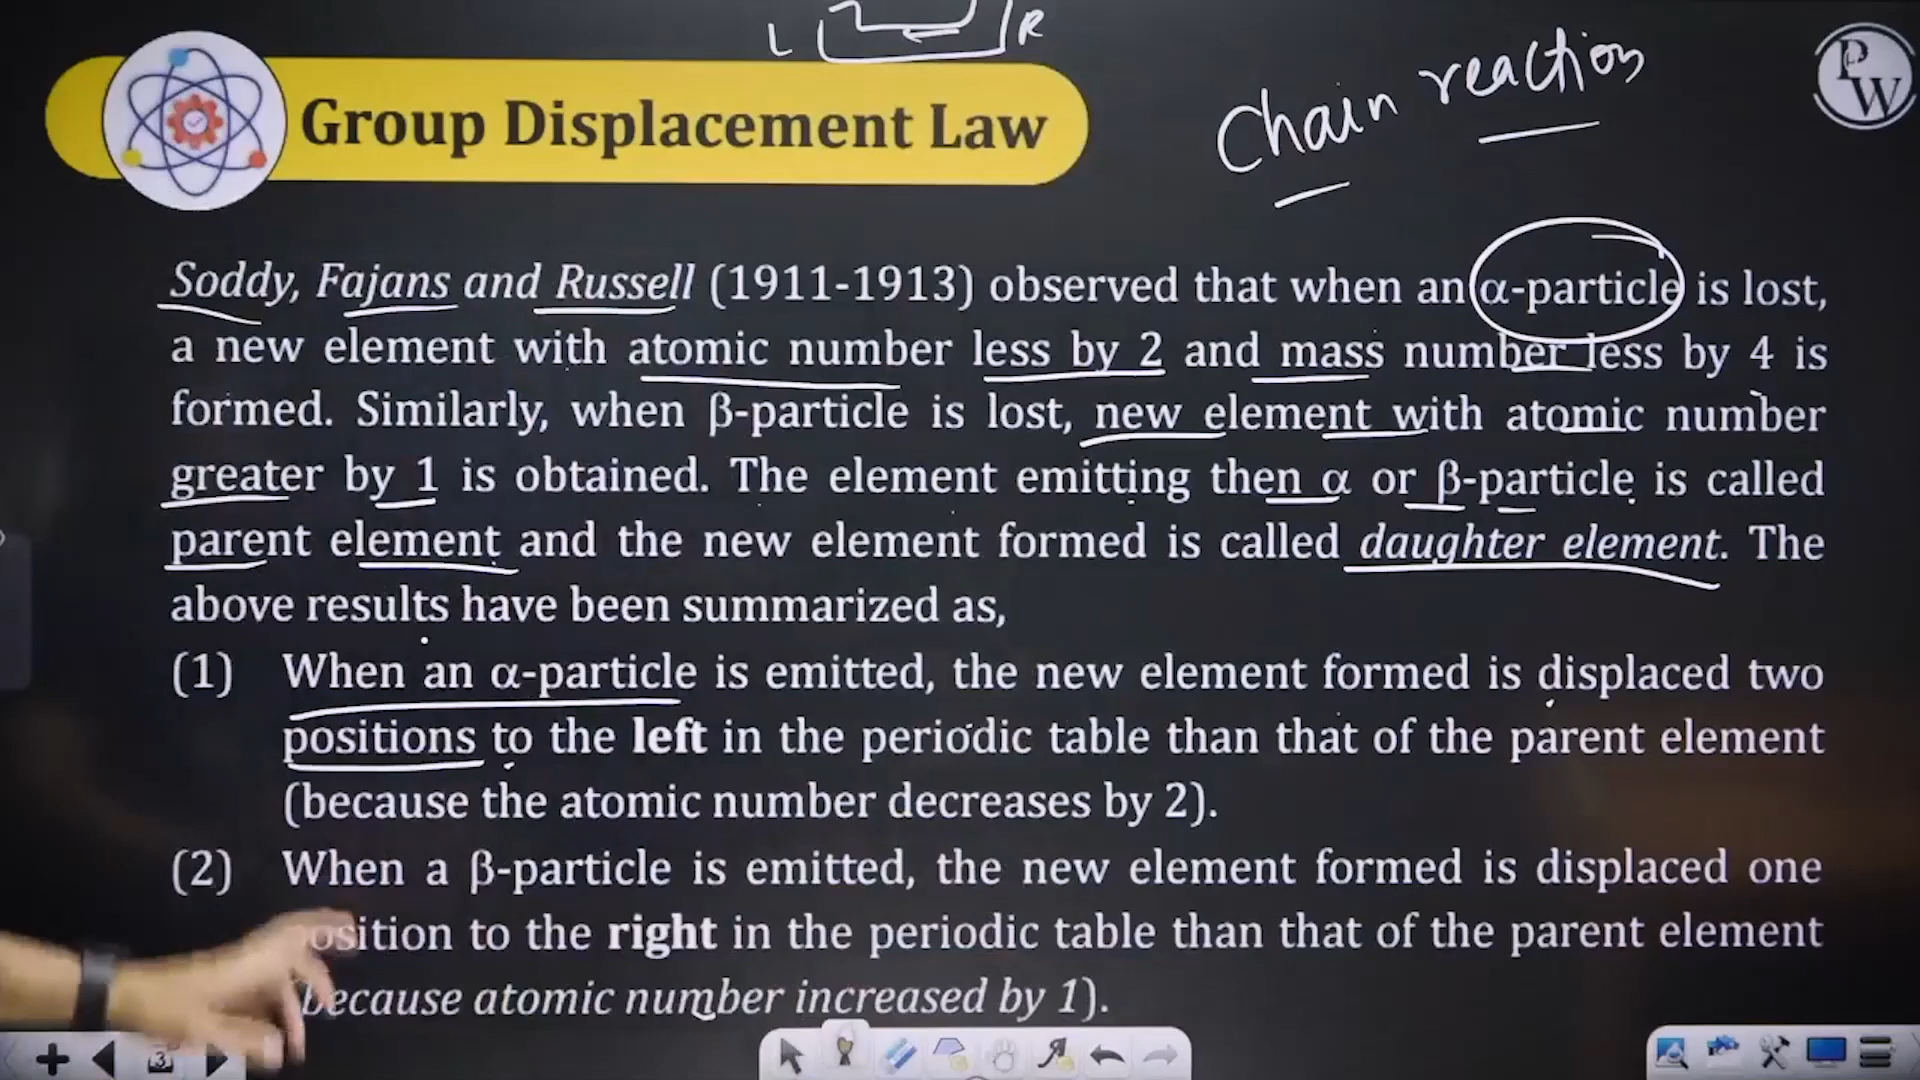 L R
Chain reaction
PW
Group Displacement Law
Soddy, Fajans and Russell (1911-1913) observed that when an α-particle is lost,
a new element with atomic number less by 2 and mass number less by 4 is
formed. Similarly, when β-particle is lost, new element with atomic number
greater by 1 is obtained. The element emitting then α or β-particle is called
parent element and the new element formed is called daughter element. The
above results have been summarized as,
(1) When an α-particle is emitted, the new element formed is displaced two
positions to the left in the periodic table than that of the parent element
(because the atomic number decreases by 2).
(2) When a β-particle is emitted, the new element formed is displaced one
position to the right in the periodic table than that of the parent element
because atomic number increased by 1).
3